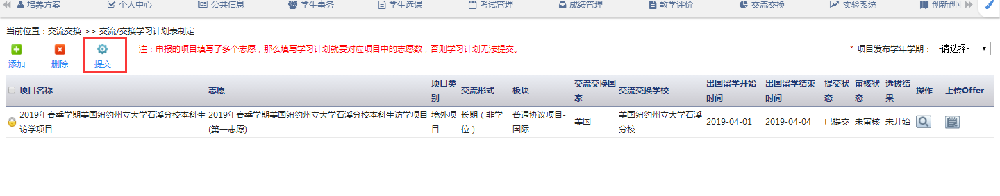 培养方案 个人中心 公共信息 学生事务 学生选课 考试管理 成绩管理 教学评价 交流交换 实验系统 创新创业
当前位置：交流交换 >> 交流/交换学习计划表制定
注：申报的项目填写了多个志愿，那么填写学习计划就要对应项目中的志愿数，否则学习计划无法提交。 * 项目发布学年学期： -请选择-
添加 删除 提交
项目名称 志愿 项目类别 交流形式 板块 交流交换国家 交流交换学校 出国留学开始时间 出国留学结束时间 提交状态 审核状态 选拔结果 操作 上传Offer
2019年春季学期美国纽约州立大学石溪分校本科生访学项目 2019年春季学期美国纽约州立大学石溪分校本科生访学项目(第一志愿) 境外项目 长期（非学位） 普通协议项目-国际 美国 美国纽约州立大学石溪分校 2019-04-01 2019-04-04 已提交 未审核 未开始